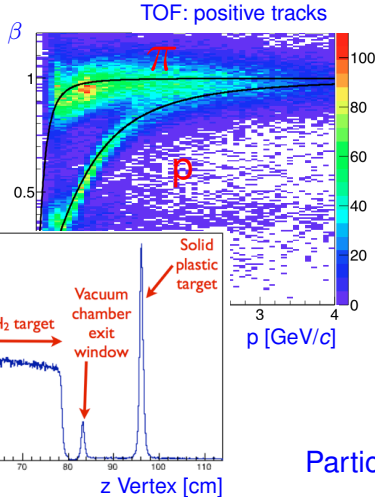 TOF: positive tracks
β
π
p
1
0.5
100
80
60
40
20
0
3 4
p [GeV/c]
Solid
plastic
target
Vacuum
chamber
exit
window
H₂ target
70 80 90 100 110
z Vertex [cm]
Partic